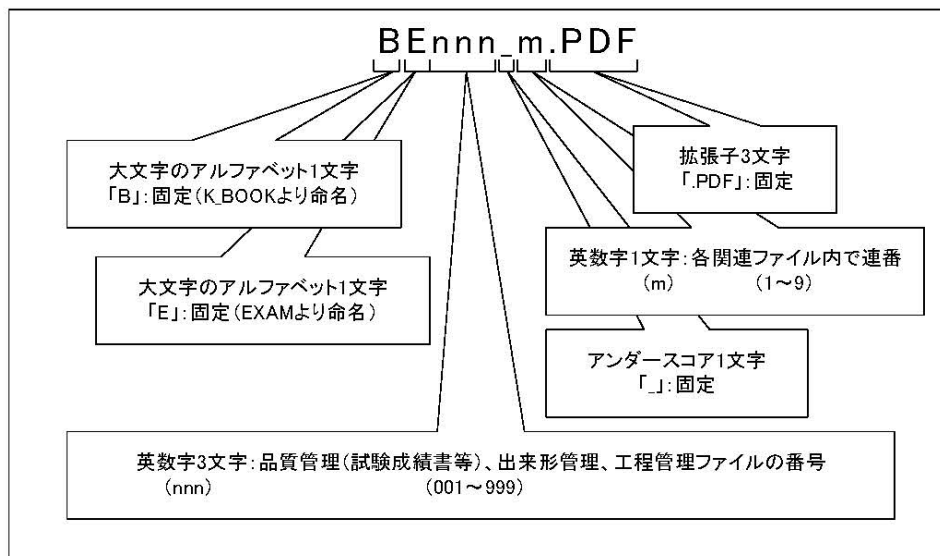 BEnnn_m.PDF
大文字のアルファベット1文字
「B」:固定(K_BOOKより命名)
拡張子3文字
「.PDF」:固定
英数字1文字:各関連ファイル内で連番
(m) (1～9)
大文字のアルファベット1文字
「E」:固定(EXAMより命名)
アンダースコア1文字
「_」:固定
英数字3文字:品質管理(試験成績書等)、出来形管理、工程管理ファイルの番号
(nnn) (001～999)